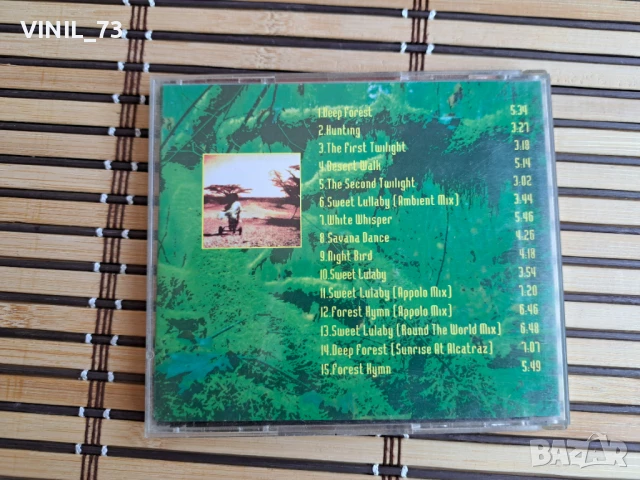 VINIL_73
1.Deep Forest 5.34
2.Hunting 3.27
3.The First Twilight 3.18
4.Desert Walk 5.14
5.The Second Twilight 3.02
6.Sweet Lullaby (Ambient Mix) 3.44
7.White Whisper 5.46
8.Savana Dance 4.26
9.Night Bird 4.18
10.Sweet Lulaby 3.54
11.Sweet Lulaby (Appolo Mix) 7.20
12.Forest Hymn (Appolo Mix) 6.46
13.Sweet Lulaby (Round The World Mix) 6.48
14.Deep Forest (Sunrise At Alcatraz) 7.07
15.Forest Hymn 5.49
BAZAR
bg